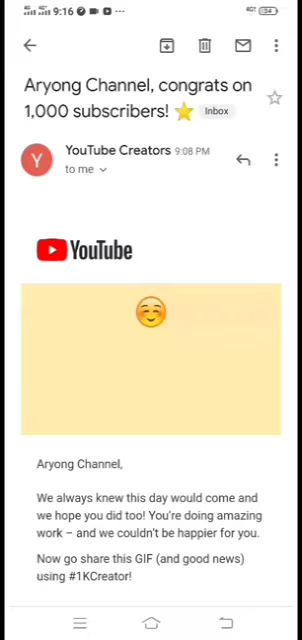 9:16
Aryong Channel, congrats on
1,000 subscribers! Inbox
YouTube Creators 9:08 PM
to me
Y
YouTube
Aryong Channel,
We always knew this day would come and
we hope you did too! You're doing amazing
work – and we couldn't be happier for you.
Now go share this GIF (and good news)
using #1KCreator!